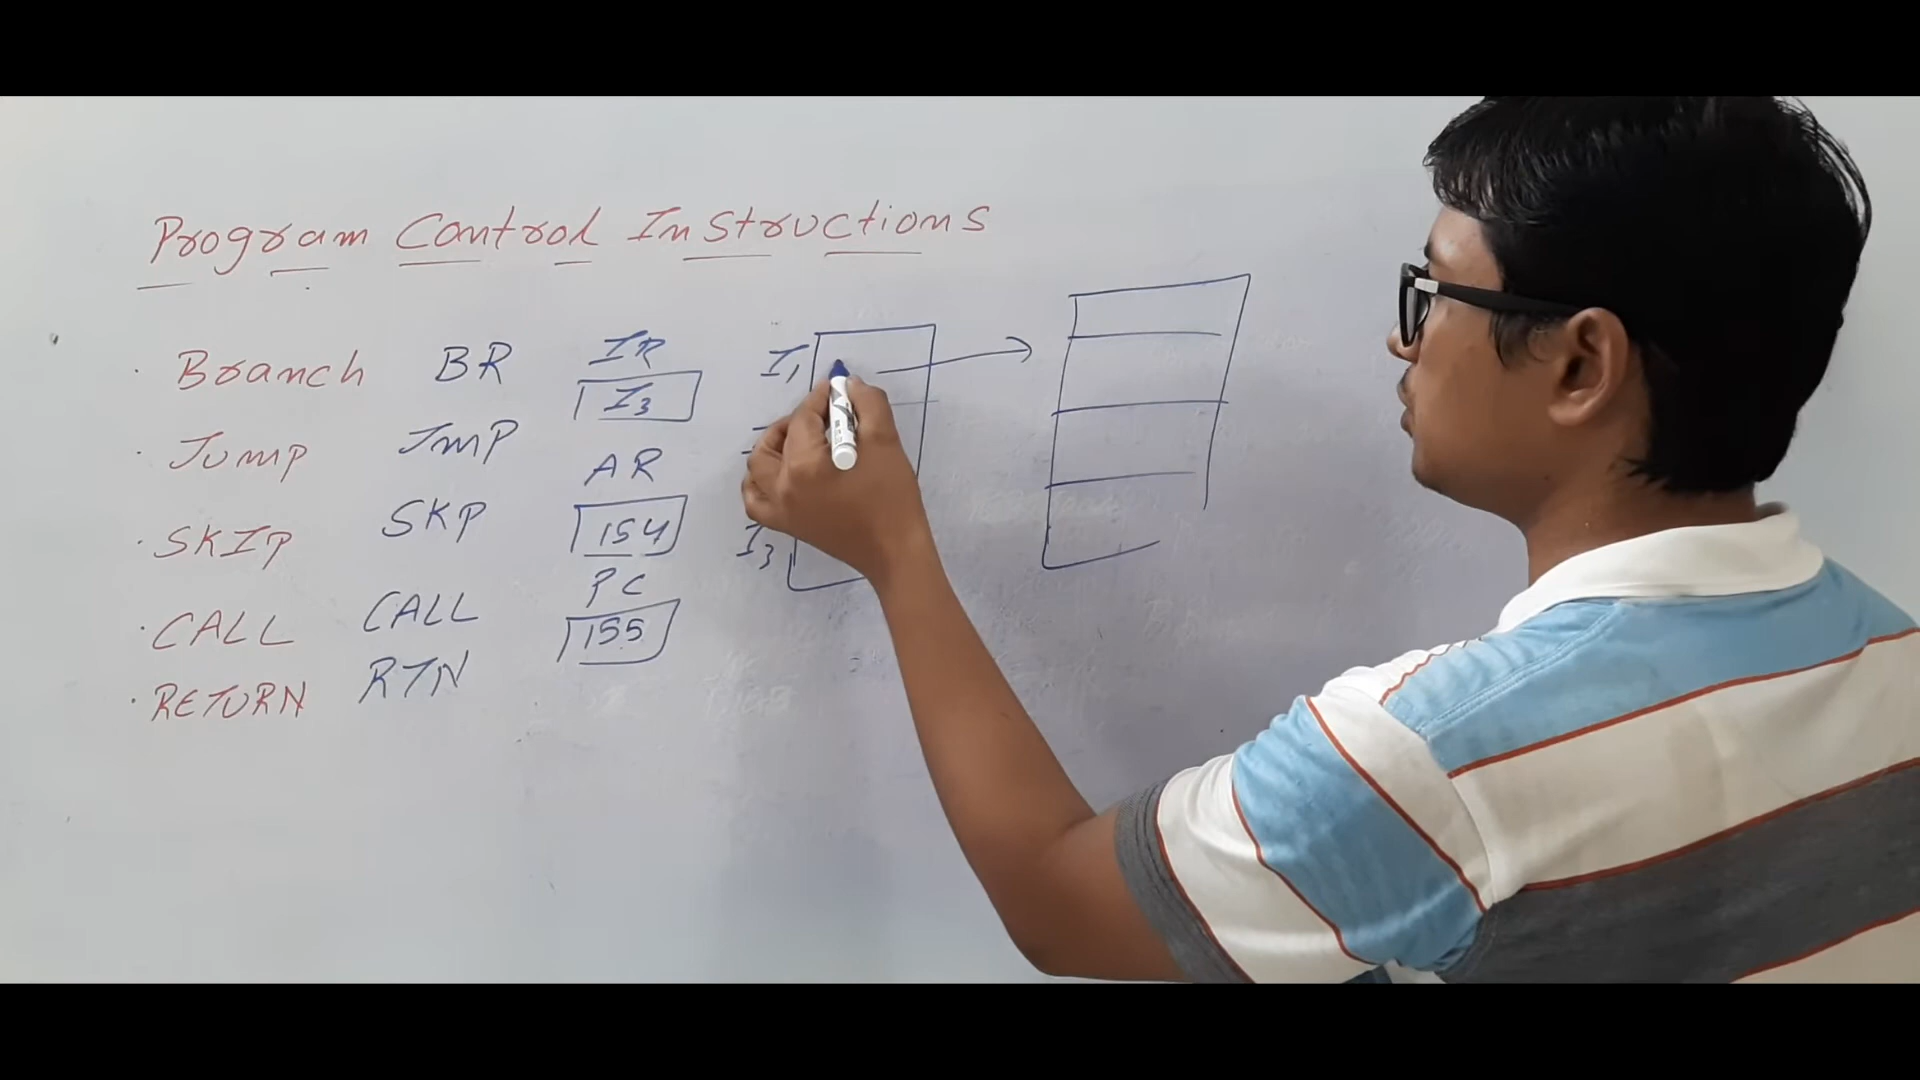 Program Control Instructions
· Branch BR
· Jump JMP
· SKIP SKP
· CALL CALL
· RETURN RTN
IR
I3
AR
154
PC
155
I1
I3